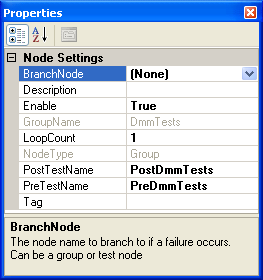 Properties
Node Settings
BranchNode (None)
Description
Enable True
GroupName DmmTests
LoopCount 1
NodeType Group
PostTestName PostDmmTests
PreTestName PreDmmTests
Tag
BranchNode
The node name to branch to if a failure occurs.
Can be a group or test node